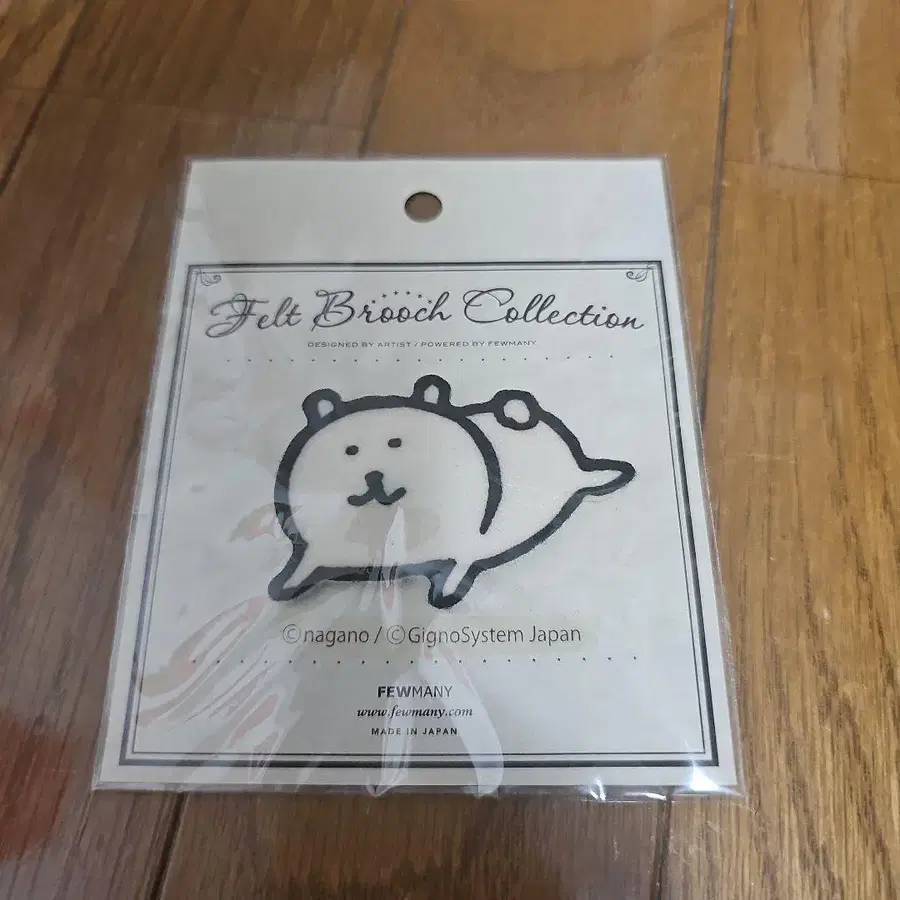 Felt Brooch Collection
DESIGNED BY ARTIST / POWERED BY FEWMANY
©nagano / ©GignoSystem Japan
FEWMANY
www.fewmany.com
MADE IN JAPAN